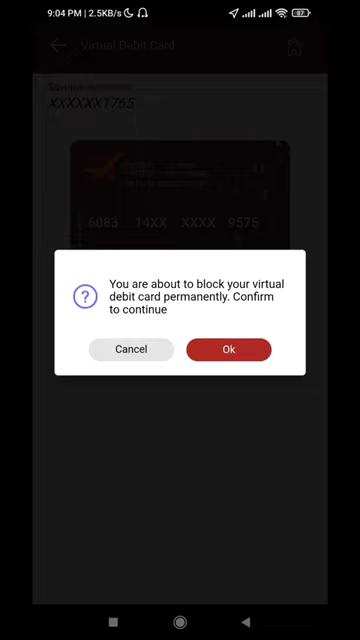 9:04 PM | 2.5KB/s
87
Virtual Debit Card
XXXXXX1765
6083 14XX XXXX 9575
You are about to block your virtual
debit card permanently. Confirm
to continue
Cancel Ok